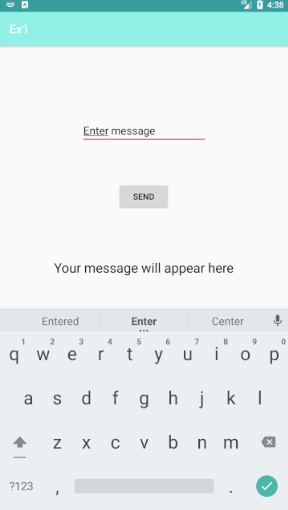 4:38
Ex1
Enter message
SEND
Your message will appear here
Entered Enter Center
1 2 3 4 5 6 7 8 9 0
q w e r t y u i o p
a s d f g h j k l
z x c v b n m
?123 , .